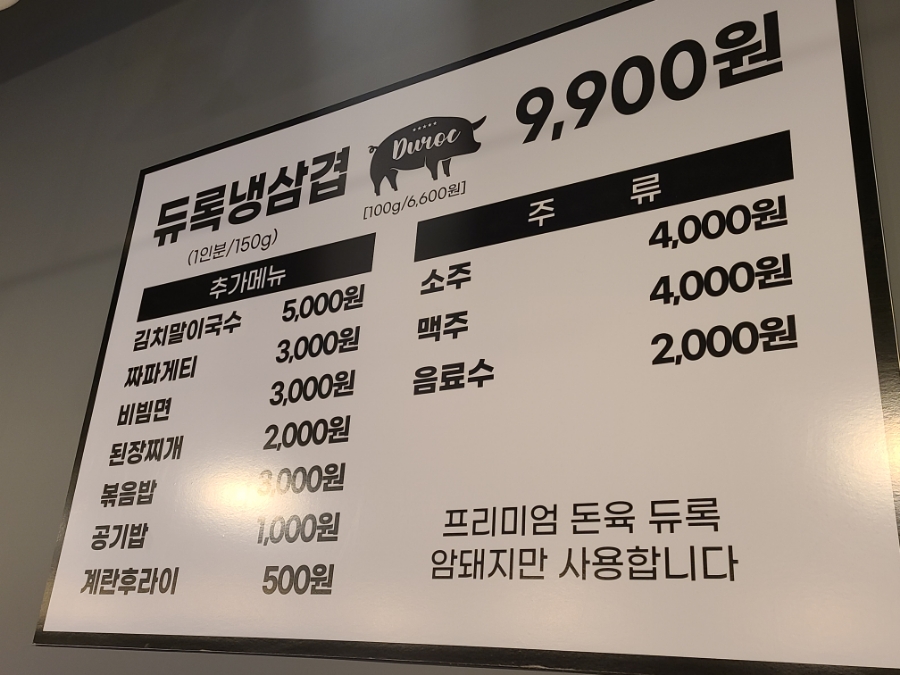 듀록냉삼겹 Duroc 9,900원
(1인분/150g) [100g/6,600원]
추가메뉴
김치말이국수 5,000원
짜파게티 3,000원
비빔면 3,000원
된장찌개 2,000원
볶음밥 3,000원
공기밥 1,000원
계란후라이 500원
주 류
소주 4,000원
맥주 4,000원
음료수 2,000원
프리미엄 돈육 듀록
암돼지만 사용합니다